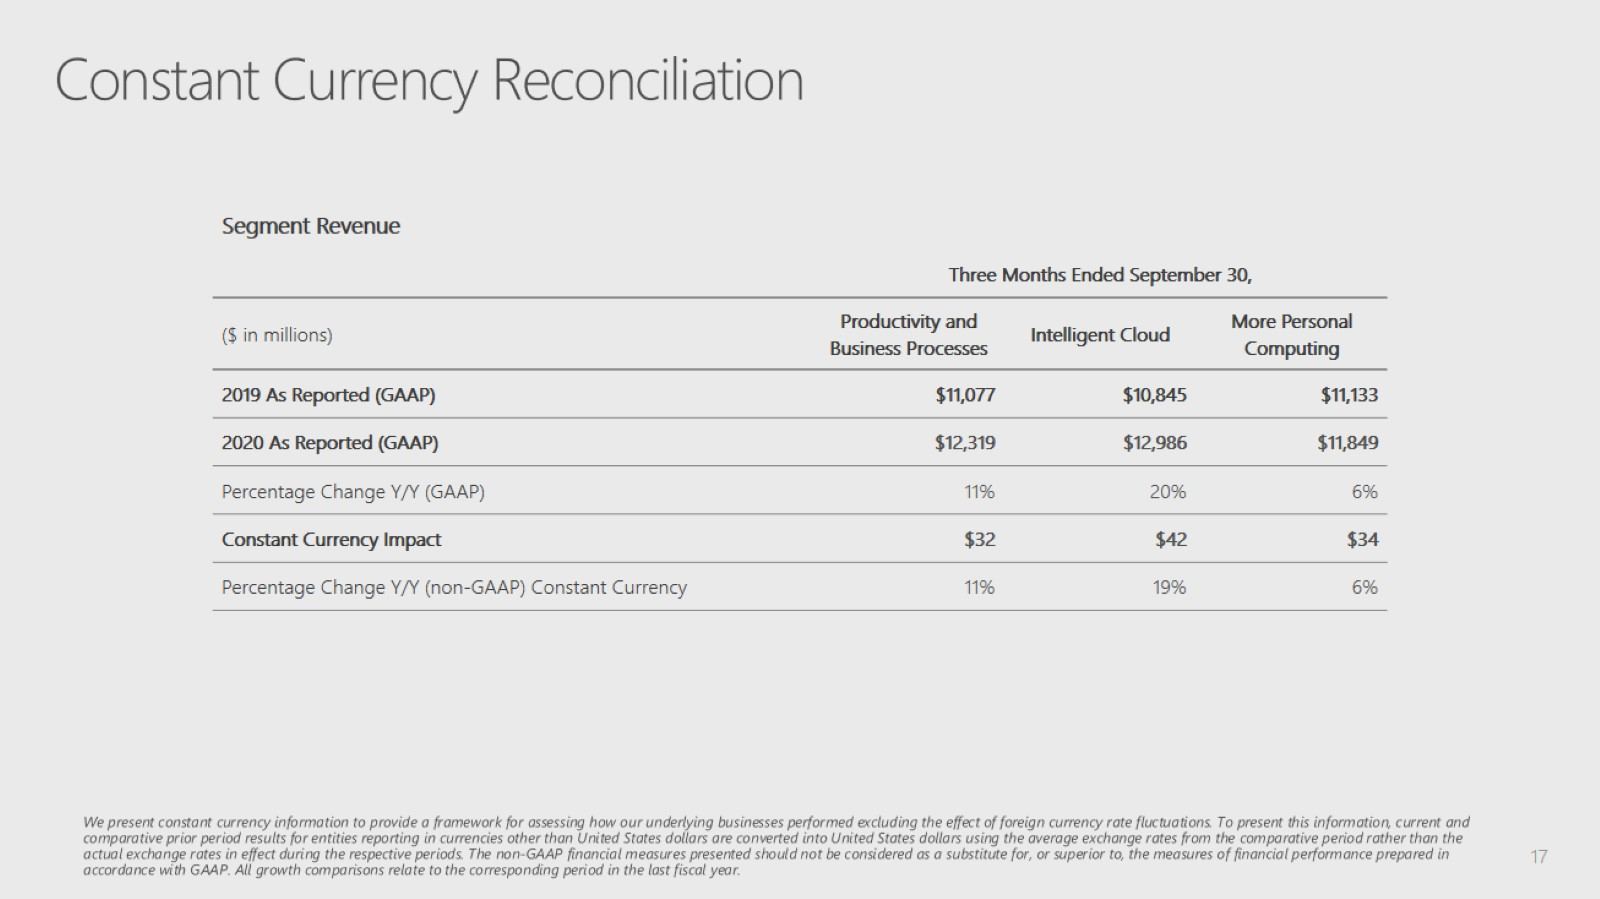 Constant Currency Reconciliation
Segment Revenue
Three Months Ended September 30,
($ in millions)
Productivity and
Business Processes
Intelligent Cloud
More Personal
Computing
2019 As Reported (GAAP) $11,077 $10,845 $11,133
2020 As Reported (GAAP) $12,319 $12,986 $11,849
Percentage Change Y/Y (GAAP) 11% 20% 6%
Constant Currency Impact $32 $42 $34
Percentage Change Y/Y (non-GAAP) Constant Currency 11% 19% 6%
We present constant currency information to provide a framework for assessing how our underlying businesses performed excluding the effect of foreign currency rate fluctuations. To present this information, current and
comparative prior period results for entities reporting in currencies other than United States dollars are converted into United States dollars using the average exchange rates from the comparative period rather than the
actual exchange rates in effect during the respective periods. The non-GAAP financial measures presented should not be considered as a substitute for, or superior to, the measures of financial performance prepared in
accordance with GAAP. All growth comparisons relate to the corresponding period in the last fiscal year.
17